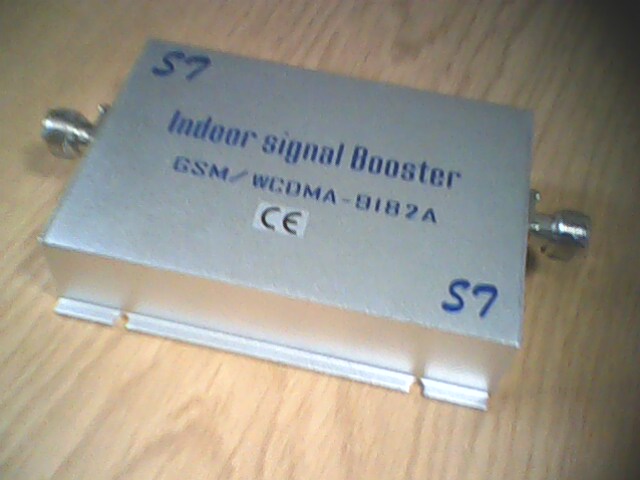 S7
Indoor signal Booster
GSM/WCDMA-9182A
CE
S7